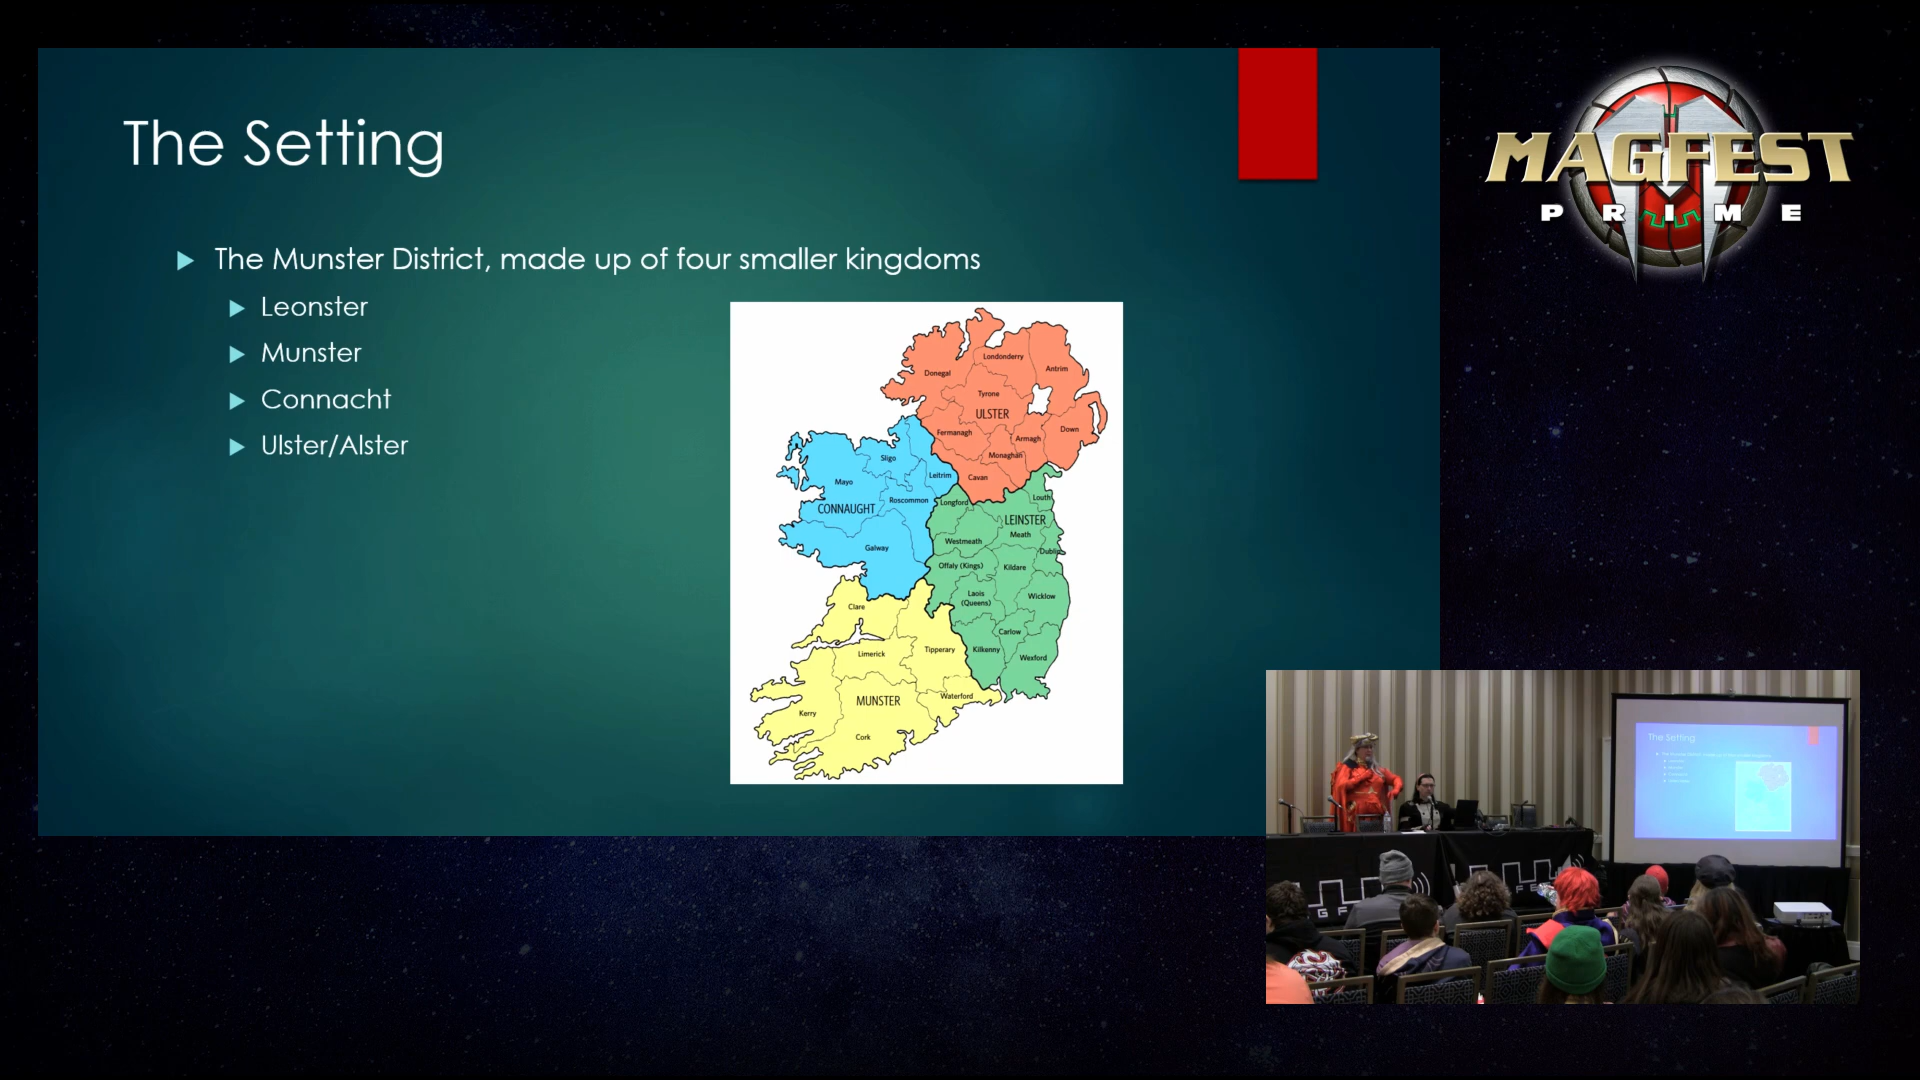 The Setting
The Munster District, made up of four smaller kingdoms
Leonster
Munster
Connacht
Ulster/Alster
Londonderry
Donegal
Antrim
Tyrone
ULSTER
Fermanagh
Armagh
Down
Monaghan
Cavan
Sligo
Leitrim
Mayo
Roscommon
CONNAUGHT
Galway
Longford
Louth
LEINSTER
Meath
Westmeath
Dublin
Offaly (Kings)
Kildare
Laois
(Queens)
Wicklow
Carlow
Kilkenny
Wexford
Clare
Limerick
Tipperary
MUNSTER
Waterford
Kerry
Cork
MAGFEST
PRIME
The Setting